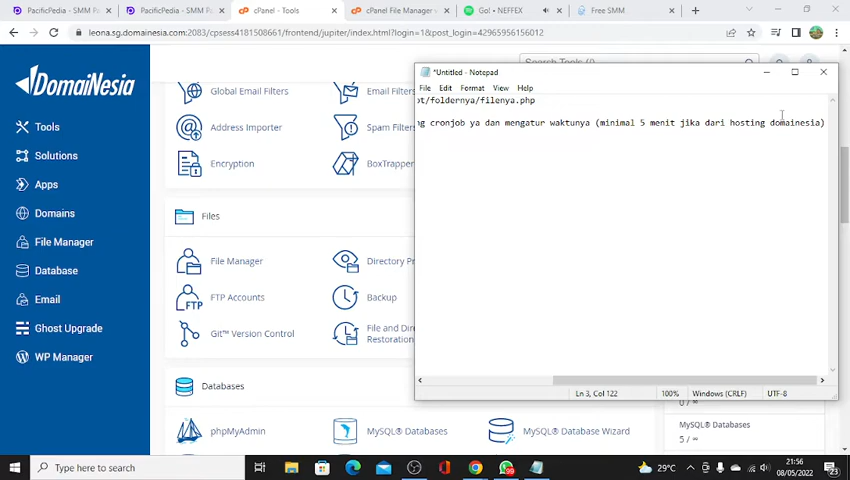 PacificPedia - SMM P
PacificPedia - SMM P
cPanel - Tools
cPanel File Manager v
Go! • NEFFEX
Free SMM
leona.sg.domainesia.com:2083/cpsess4181508661/frontend/jupiter/index.html?login=1&post_login=42965956156012
DomaiNesia
Tools
Solutions
Apps
Domains
File Manager
Database
Email
Ghost Upgrade
WP Manager
Search Tools (/)
Global Email Filters
Email Filters
Address Importer
Spam Filters
Encryption
BoxTrapper
Files
File Manager
Directory Pr
FTP Accounts
Backup
Git™ Version Control
File and Dire
Restoration
Databases
phpMyAdmin
MySQL® Databases
MySQL® Database Wizard
*Untitled - Notepad
File Edit Format View Help
ot/foldernya/filenya.php
ng cronjob ya dan mengatur waktunya (minimal 5 menit jika dari hosting domainesia)
Ln 3, Col 122
100%
Windows (CRLF)
UTF-8
0 / ∞
MySQL® Databases
5 / ∞
Type here to search
29°C
21:56
08/05/2022
23